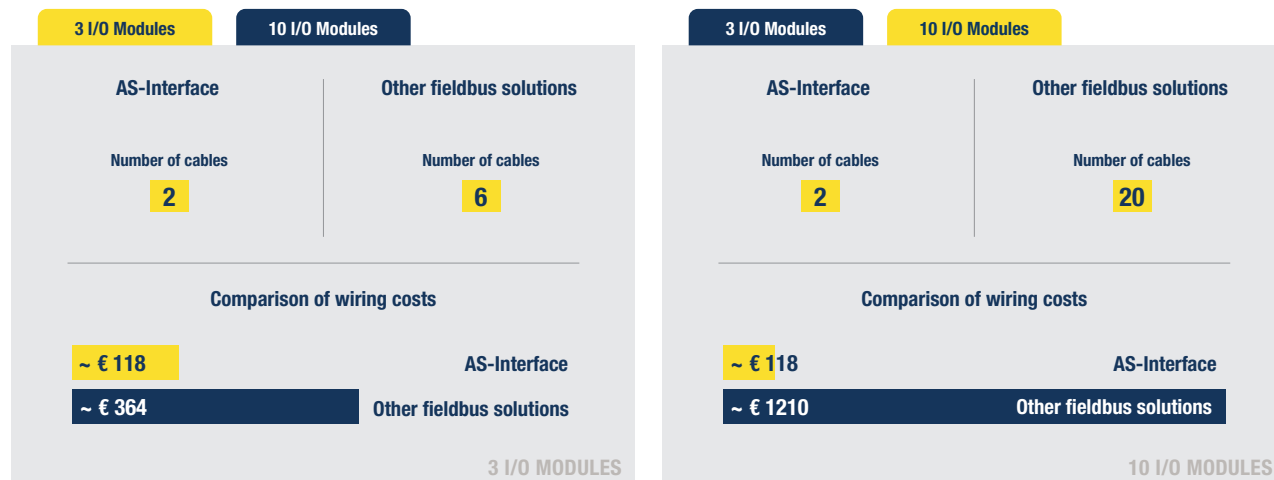 3 I/O Modules
10 I/O Modules
AS-Interface
Other fieldbus solutions
Number of cables
2
Number of cables
6
Comparison of wiring costs
~ € 118
AS-Interface
~ € 364
Other fieldbus solutions
3 I/O MODULES
3 I/O Modules
10 I/O Modules
AS-Interface
Other fieldbus solutions
Number of cables
2
Number of cables
20
Comparison of wiring costs
~ € 118
AS-Interface
~ € 1210
Other fieldbus solutions
10 I/O MODULES